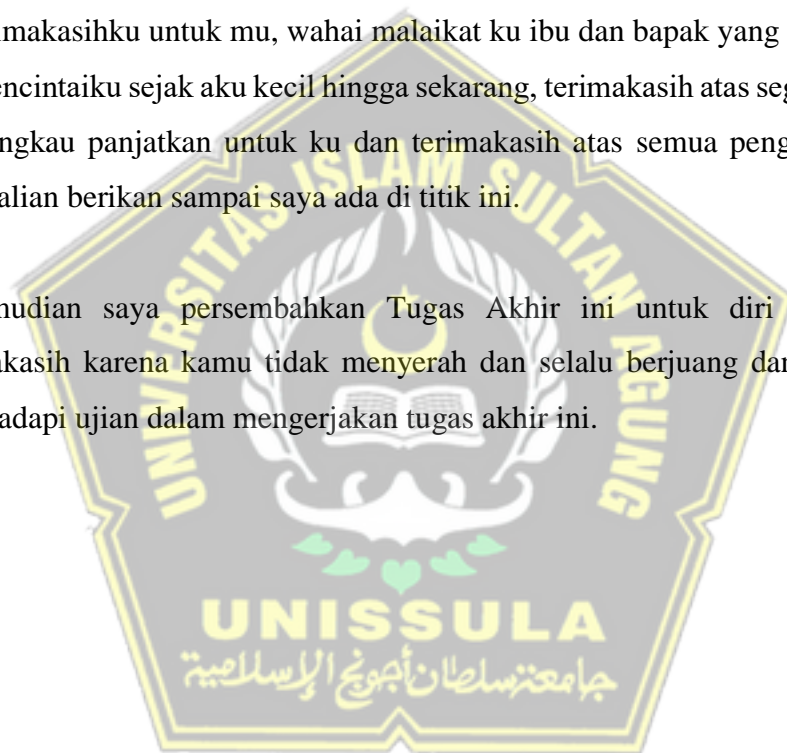 imakasihku untuk mu, wahai malaikat ku ibu dan bapak yang
encintaiku sejak aku kecil hingga sekarang, terimakasih atas seg
ngkau panjatkan untuk ku dan terimakasih atas semua peng
alian berikan sampai saya ada di titik ini.
nudian saya persembahkan Tugas Akhir ini untuk diri
akasih karena kamu tidak menyerah dan selalu berjuang dar
adapi ujian dalam mengerjakan tugas akhir ini.
UNIVERSITAS ISLAM SULTAN AGUNG
UNISSULA
جامعة سلطان أجونج الإسلامية